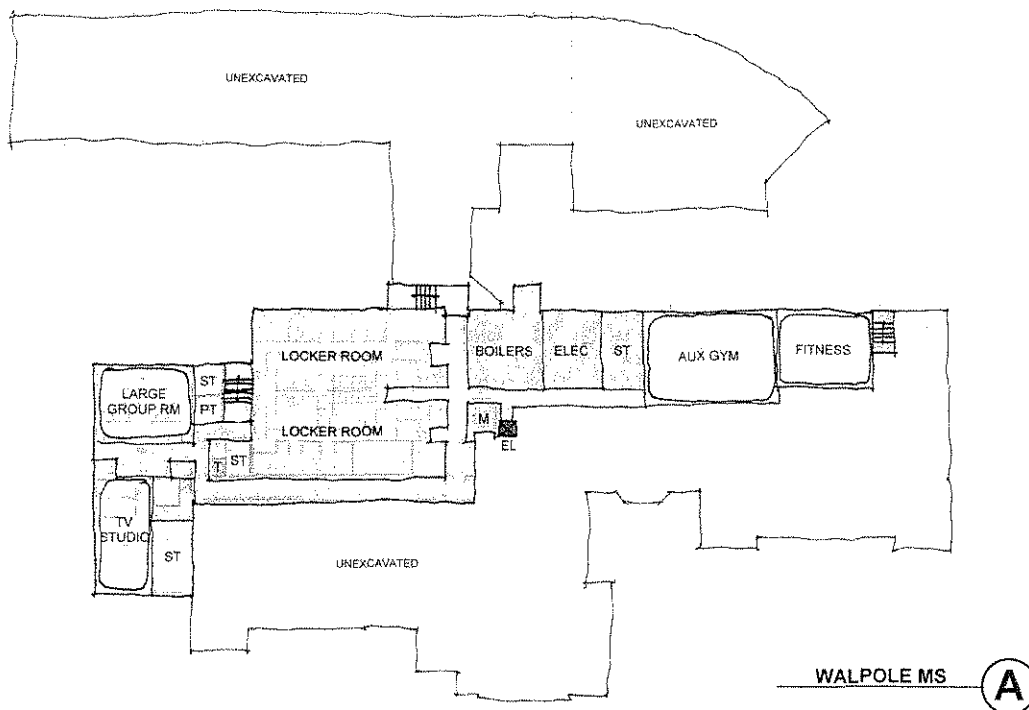 UNEXCAVATED
UNEXCAVATED
LOCKER ROOM
BOILERS
ELEC
ST
AUX GYM
FITNESS
ST
LARGE
GROUP RM
PT
LOCKER ROOM
M
EL
T
ST
TV
STUDIO
ST
UNEXCAVATED
WALPOLE MS
A